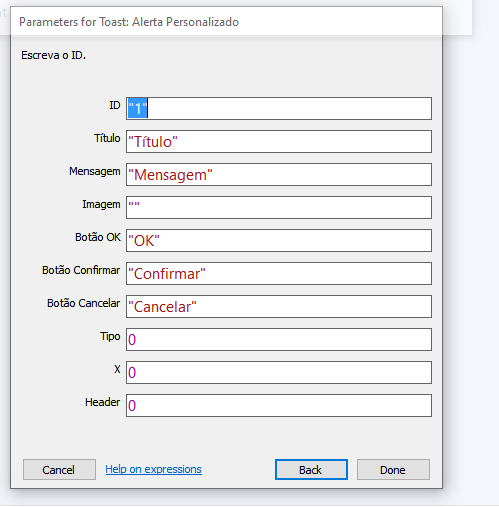 Parameters for Toast: Alerta Personalizado
Escreva o ID.
ID "1"
Título "Título"
Mensagem "Mensagem"
Imagem ""
Botão OK "OK"
Botão Confirmar "Confirmar"
Botão Cancelar "Cancelar"
Tipo 0
X 0
Header 0
Cancel Help on expressions Back Done